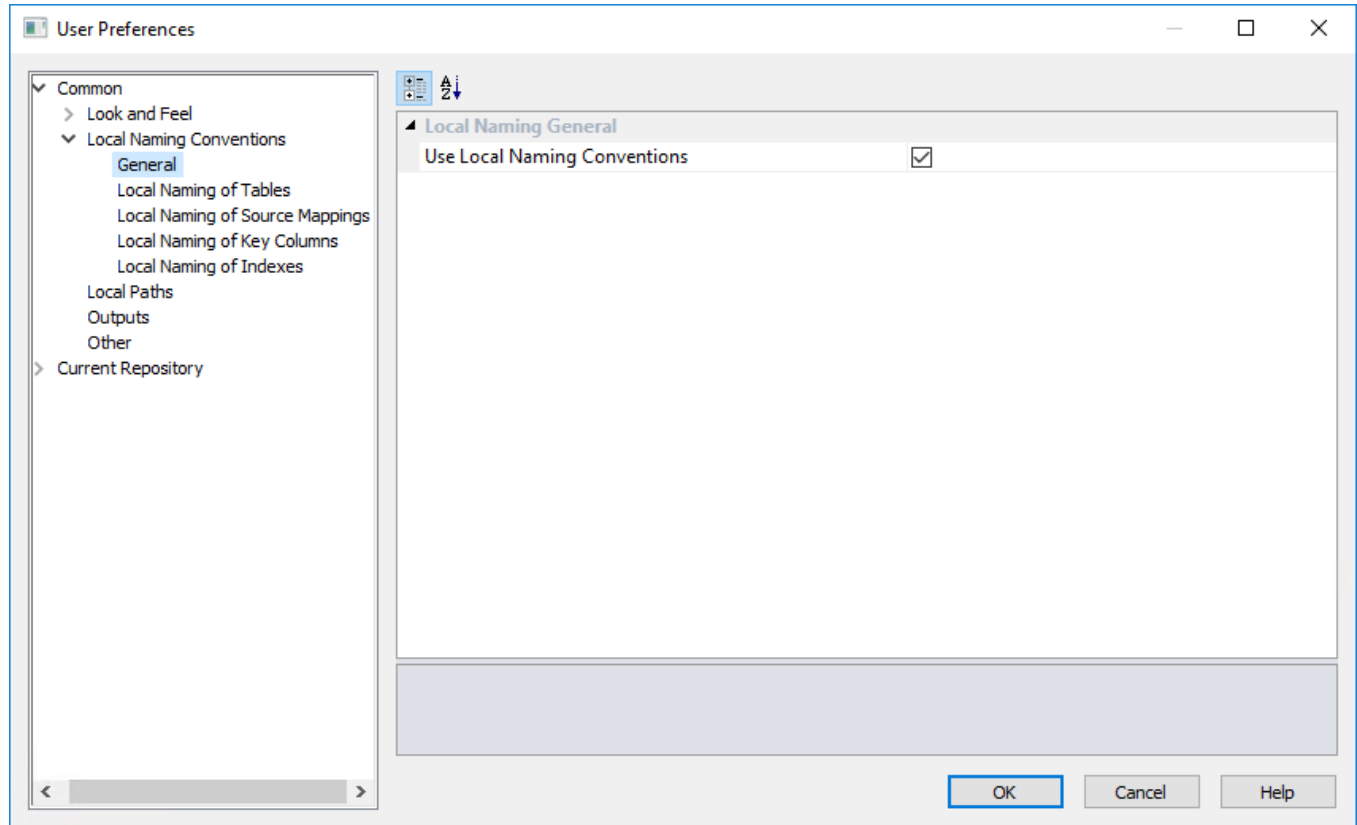 User Preferences
Common
Look and Feel
Local Naming Conventions
General
Local Naming of Tables
Local Naming of Source Mappings
Local Naming of Key Columns
Local Naming of Indexes
Local Paths
Outputs
Other
Current Repository
A
Z
Local Naming General
Use Local Naming Conventions
OK
Cancel
Help